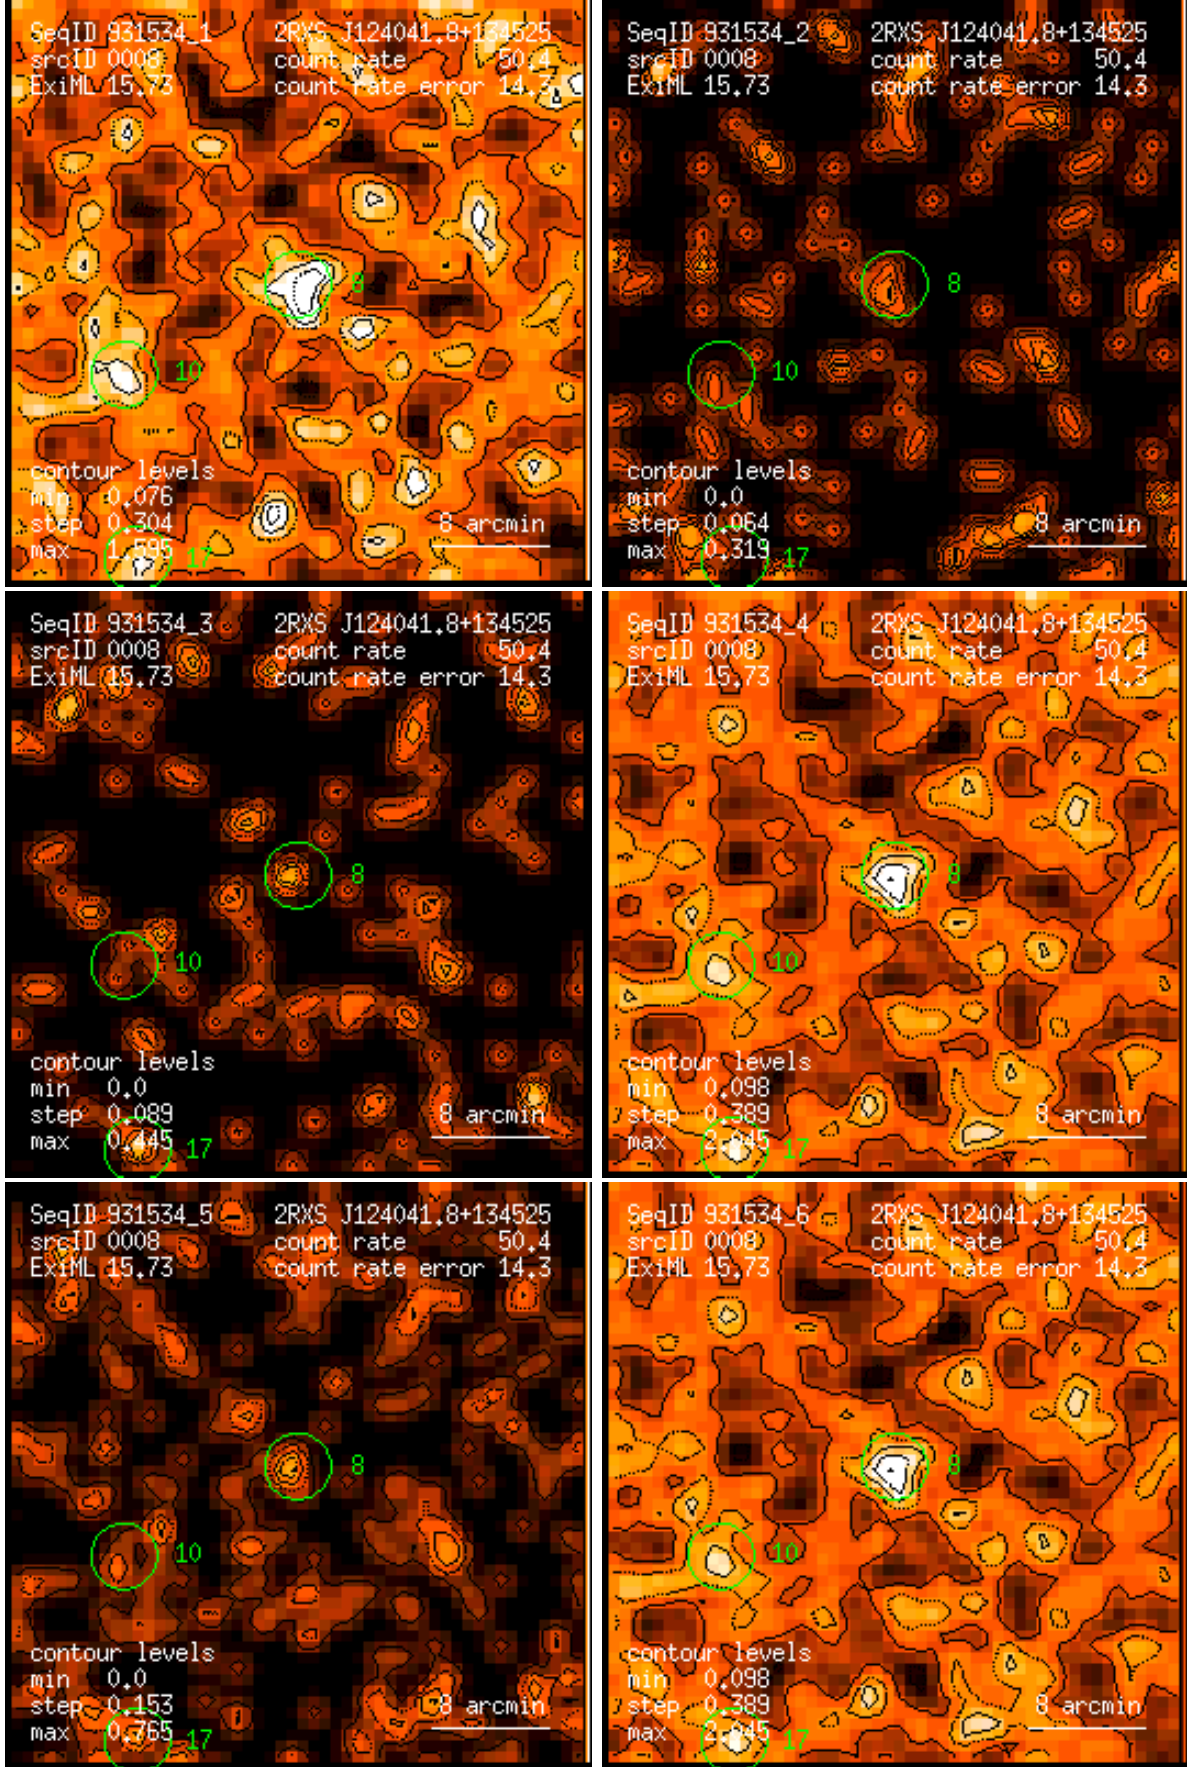 SeqID 931534_1 2RXS J124041.8+134525
srcID 0008 count rate 50.4
ExiML 15.73 count rate error 14.3
8
10
contour levels
min 0.076
step 0.304 8 arcmin
max 1.595 17
SeqID 931534_2 2RXS J124041.8+134525
srcID 0008 count rate 50.4
ExiML 15.73 count rate error 14.3
8
10
contour levels
min 0.0
step 0.064 8 arcmin
max 0.319 17
SeqID 931534_3 2RXS J124041.8+134525
srcID 0008 count rate 50.4
ExiML 15.73 count rate error 14.3
8
10
contour levels
min 0.0
step 0.089 8 arcmin
max 0.445 17
SeqID 931534_4 2RXS J124041.8+134525
srcID 0008 count rate 50.4
ExiML 15.73 count rate error 14.3
8
10
contour levels
min 0.098
step 0.389 8 arcmin
max 17
SeqID 931534_5 2RXS J124041.8+134525
srcID 0008 count rate 50.4
ExiML 15.73 count rate error 14.3
8
10
contour levels
min 0.0
step 0.153 8 arcmin
max 0.765 17
SeqID 931534_6 2RXS J124041.8+134525
srcID 0008 count rate 50.4
ExiML 15.73 count rate error 14.3
8
10
contour levels
min 0.098
step 0.389 8 arcmin
max 17